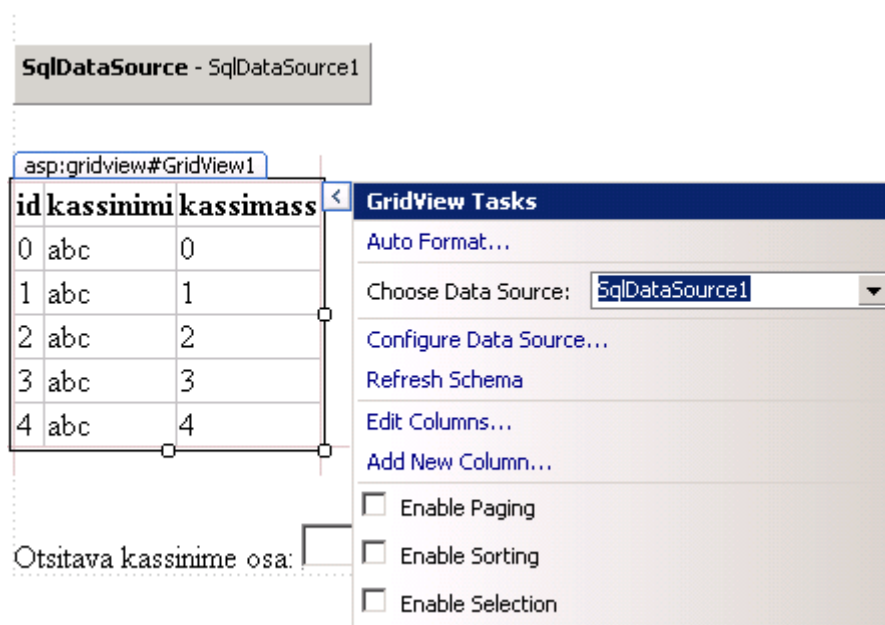 SqlDataSource - SqlDataSource1
asp:gridview#GridView1
id kassinimi kassimass
0 abc 0
1 abc 1
2 abc 2
3 abc 3
4 abc 4
Otsitava kassinime osa:
GridView Tasks
Auto Format...
Choose Data Source: SqlDataSource1
Configure Data Source...
Refresh Schema
Edit Columns...
Add New Column...
Enable Paging
Enable Sorting
Enable Selection